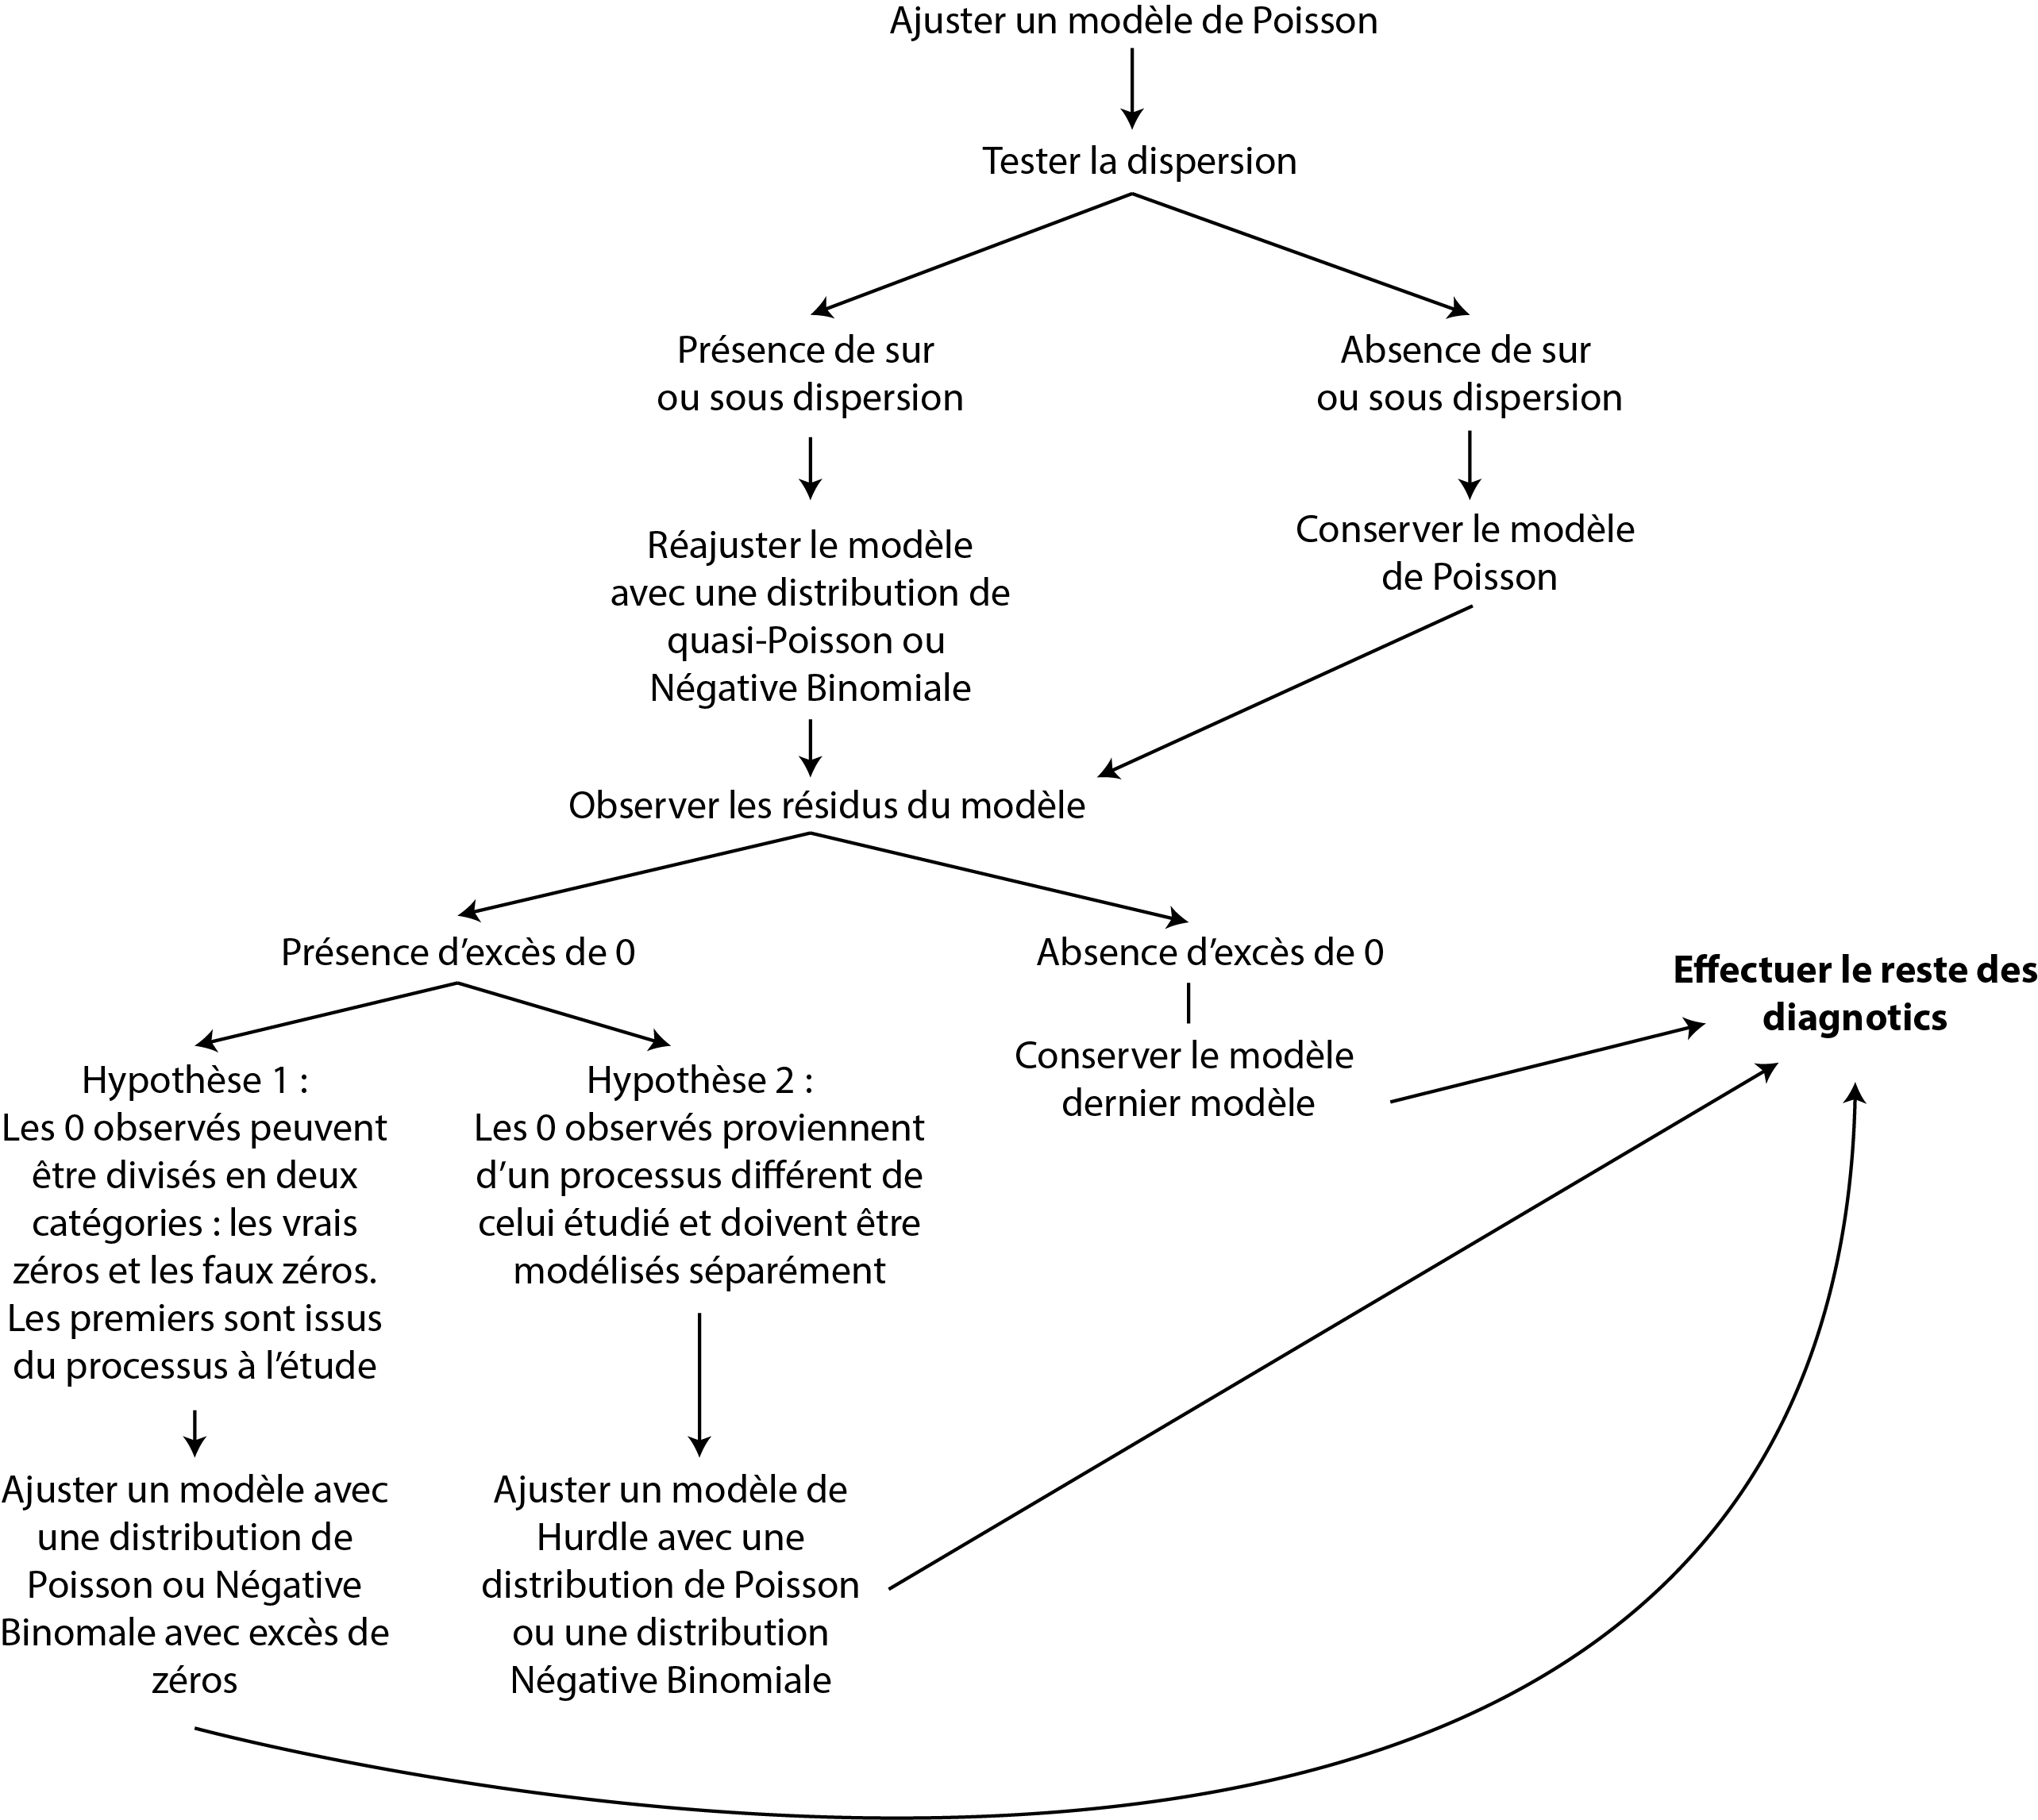 Ajuster un modèle de Poisson
Tester la dispersion
Présence de sur
ou sous dispersion
Absence de sur
ou sous dispersion
Réajuster le modèle
avec une distribution de
quasi-Poisson ou
Négative Binomiale
Conserver le modèle
de Poisson
Observer les résidus du modèle
Présence d’excès de 0
Absence d’excès de 0
Effectuer le reste des
diagnotics
Conserver le modèle
dernier modèle
Hypothèse 1 :
Les 0 observés peuvent
être divisés en deux
catégories : les vrais
zéros et les faux zéros.
Les premiers sont issus
du processus à l’étude
Hypothèse 2 :
Les 0 observés proviennent
d’un processus différent de
celui étudié et doivent être
modélisés séparément
Ajuster un modèle avec
une distribution de
Poisson ou Négative
Binomale avec excès de
zéros
Ajuster un modèle de
Hurdle avec une
distribution de Poisson
ou une distribution
Négative Binomiale